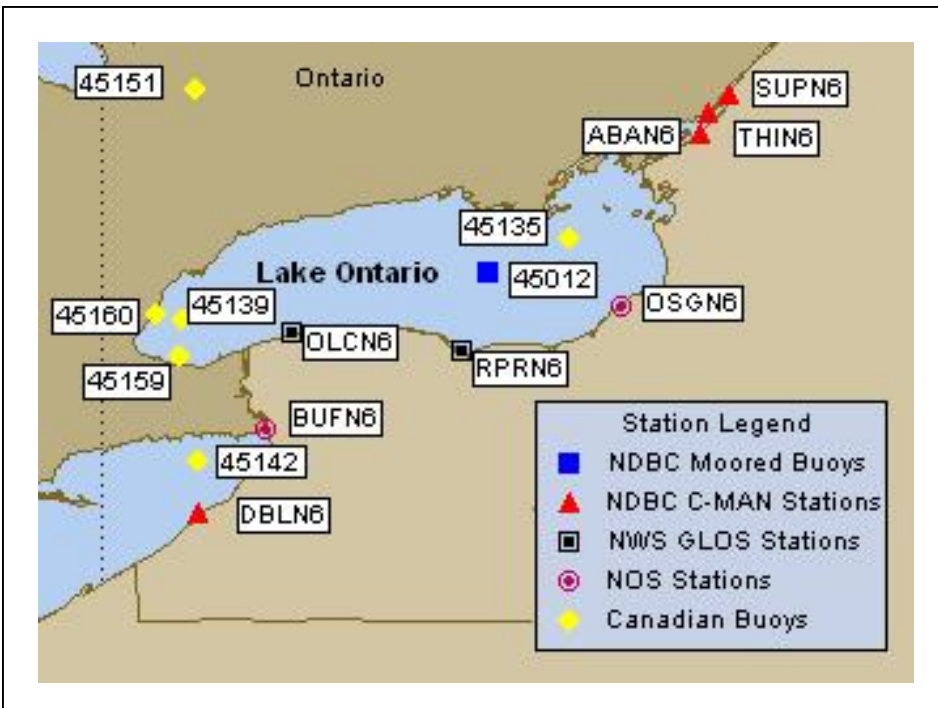 45151
Ontario
SUPN6
ABAN6
THIN6
45135
Lake Ontario
45012
45160
45139
OSGN6
OLCN6
45159
RPRN6
BUFN6
45142
DBLN6
Station Legend
NDBC Moored Buoys
NDBC C-MAN Stations
NWS GLOS Stations
NOS Stations
Canadian Buoys